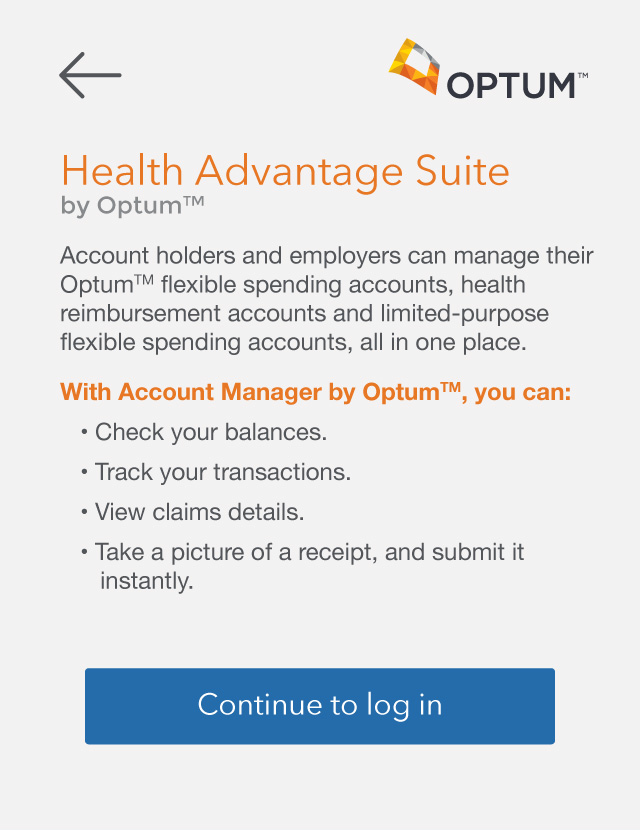 OPTUM™
Health Advantage Suite
by Optum™
Account holders and employers can manage their
Optum™ flexible spending accounts, health
reimbursement accounts and limited-purpose
flexible spending accounts, all in one place.
With Account Manager by Optum™, you can:
• Check your balances.
• Track your transactions.
• View claims details.
• Take a picture of a receipt, and submit it
instantly.
Continue to log in